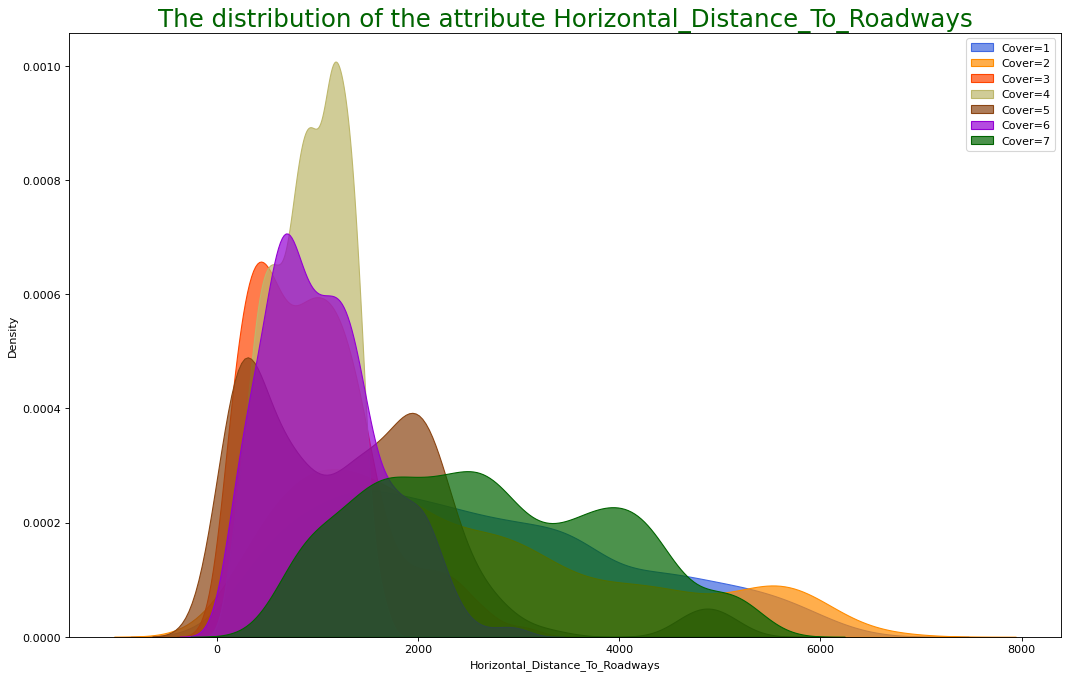 The distribution of the attribute Horizontal_Distance_To_Roadways
Cover=1
Cover=2
Cover=3
Cover=4
Cover=5
Cover=6
Cover=7
0.0010
0.0008
0.0006
0.0004
0.0002
0.0000
Density
0
2000
4000
6000
8000
Horizontal_Distance_To_Roadways